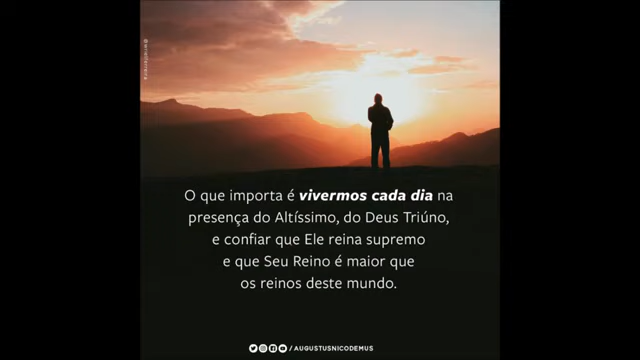 O que importa é vivermos cada dia na
presença do Altíssimo, do Deus Triúno,
e confiar que Ele reina supremo
e que Seu Reino é maior que
os reinos deste mundo.
/AUGUSTUSNICODEMUS